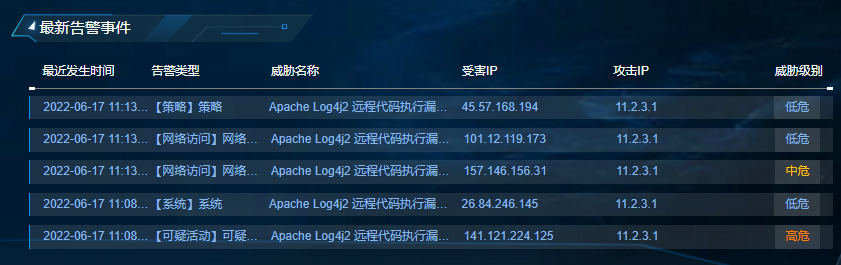 最新告警事件
最近发生时间 告警类型 威胁名称 受害IP 攻击IP 威胁级别
2022-06-17 11:13... 【策略】策略 Apache Log4j2 远程代码执行漏... 45.57.168.194 11.2.3.1 低危
2022-06-17 11:13... 【网络访问】网络... Apache Log4j2 远程代码执行漏... 101.12.119.173 11.2.3.1 低危
2022-06-17 11:13... 【网络访问】网络... Apache Log4j2 远程代码执行漏... 157.146.156.31 11.2.3.1 中危
2022-06-17 11:08... 【系统】系统 Apache Log4j2 远程代码执行漏... 26.84.246.145 11.2.3.1 低危
2022-06-17 11:08... 【可疑活动】可疑... Apache Log4j2 远程代码执行漏... 141.121.224.125 11.2.3.1 高危